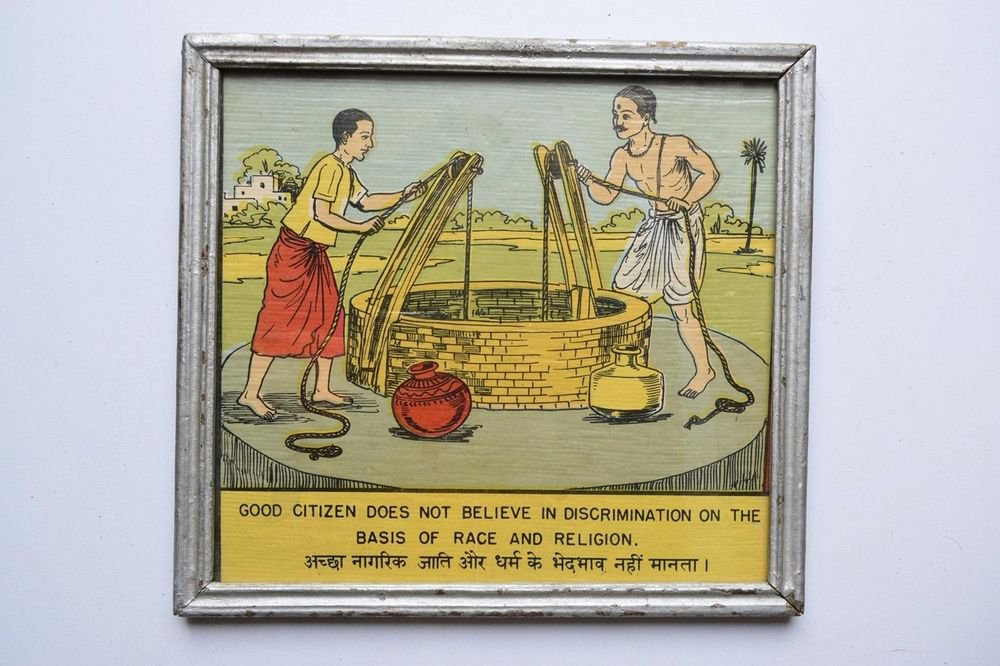 GOOD CITIZEN DOES NOT BELIEVE IN DISCRIMINATION ON THE
BASIS OF RACE AND RELIGION.
अच्छा नागरिक जाति और धर्म के भेदभाव नहीं मानता।